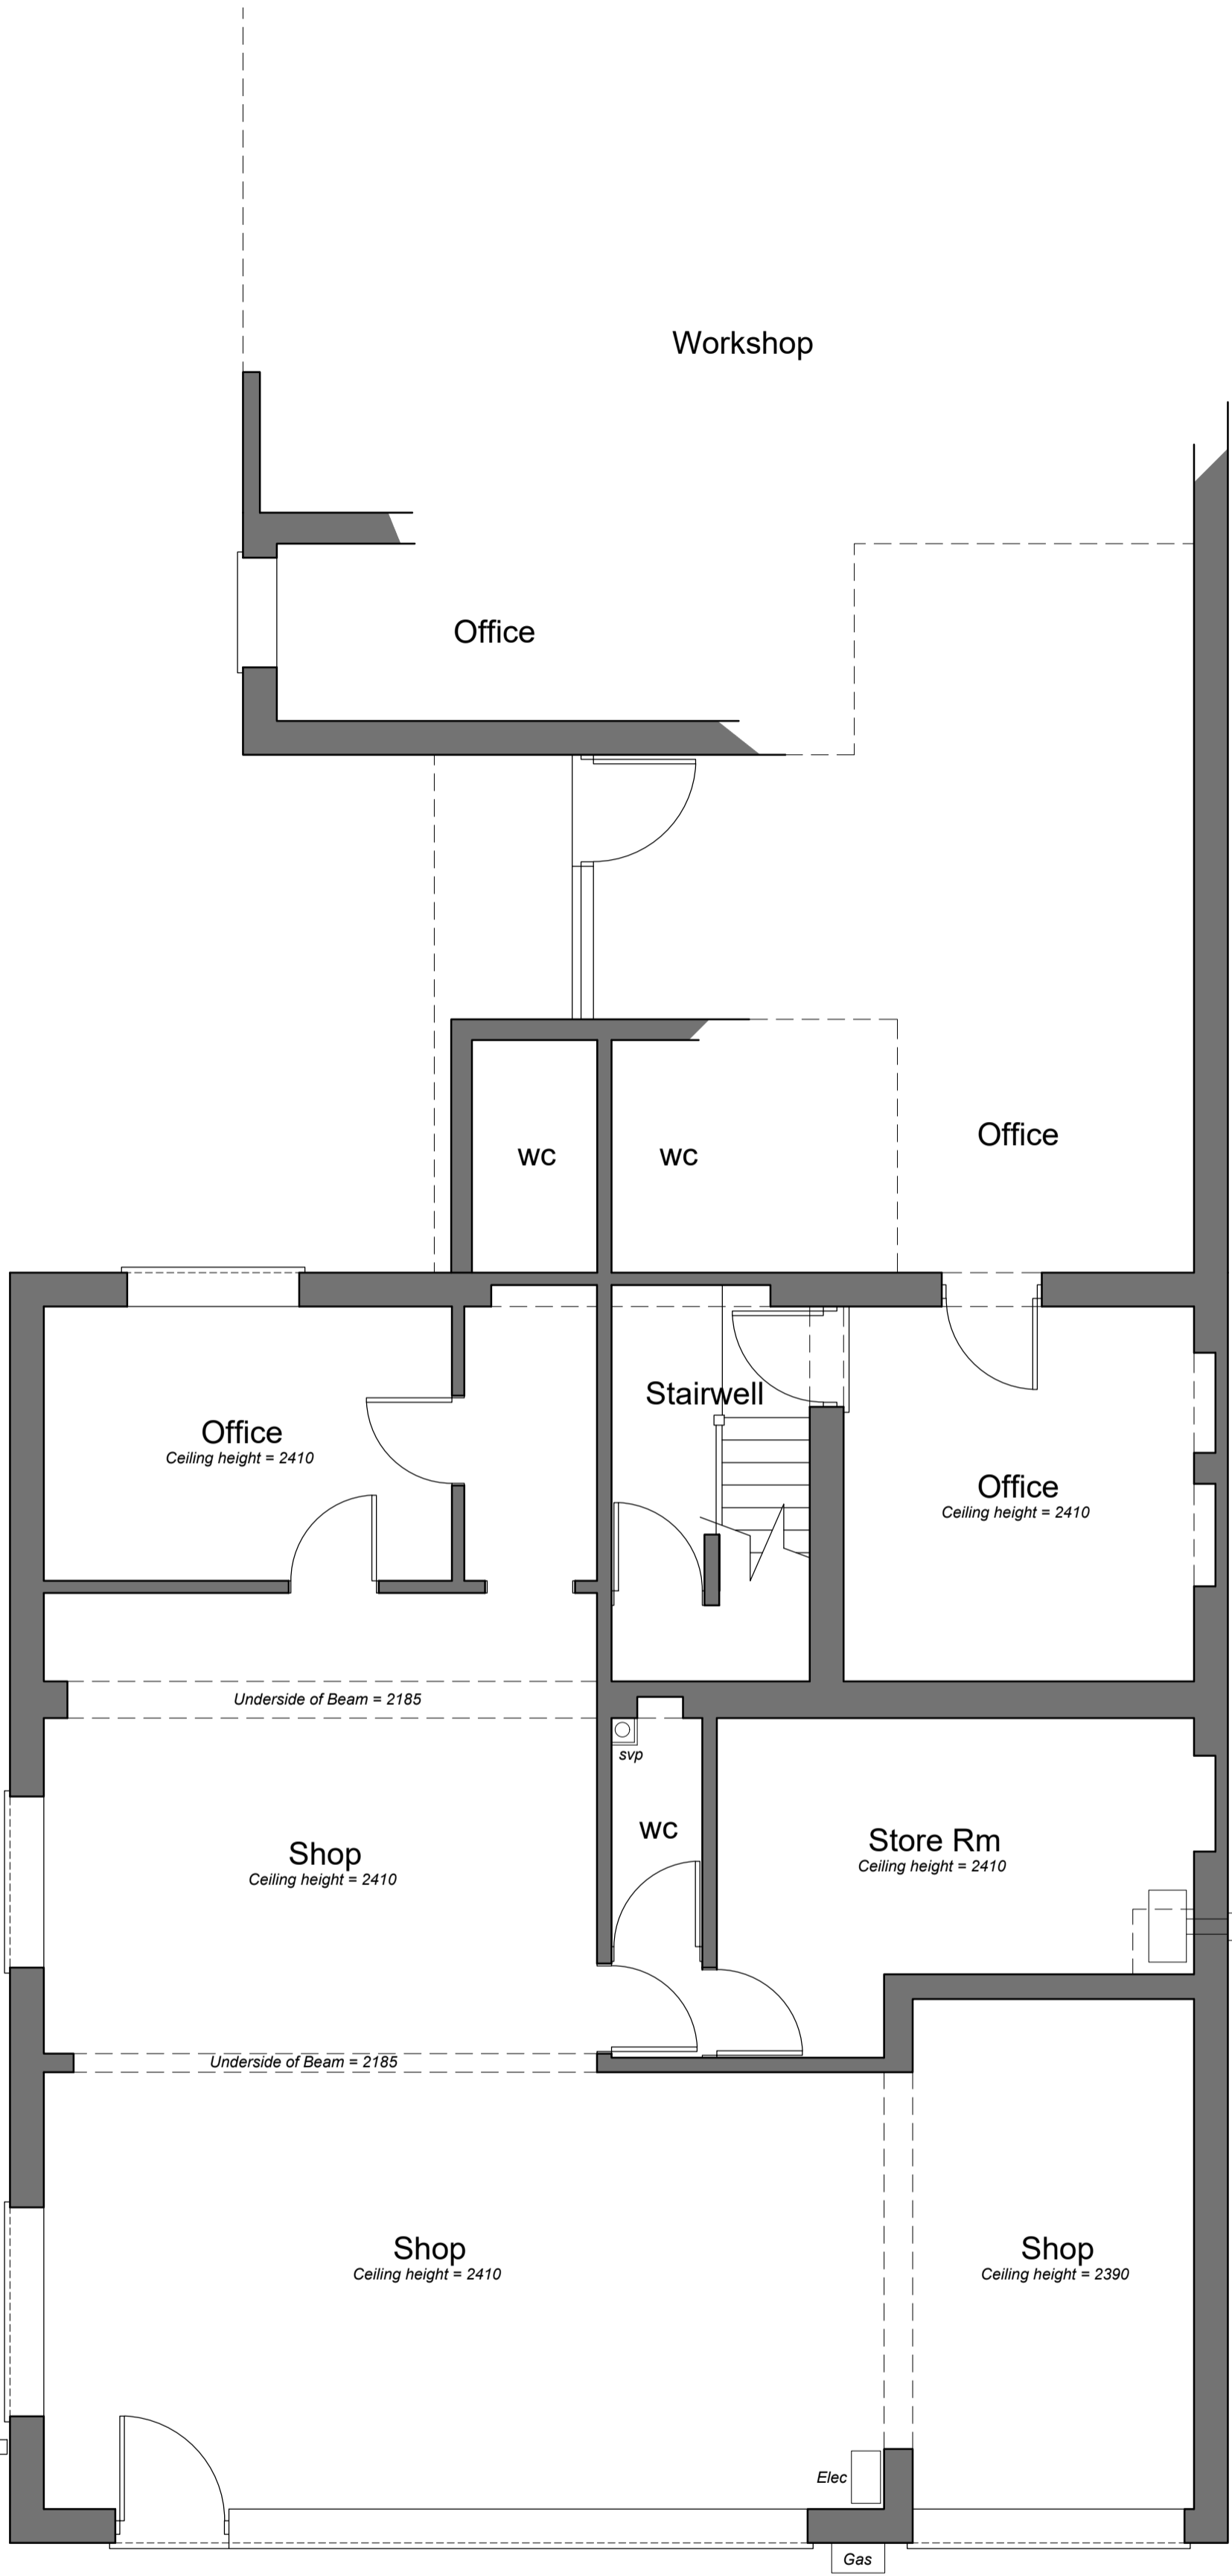 Workshop
Office
Office
wc
wc
Stairwell
Office
Ceiling height = 2410
Office
Ceiling height = 2410
Underside of Beam = 2185
svp
wc
Store Rm
Ceiling height = 2410
Shop
Ceiling height = 2410
Underside of Beam = 2185
Shop
Ceiling height = 2410
Shop
Ceiling height = 2390
Elec
Gas